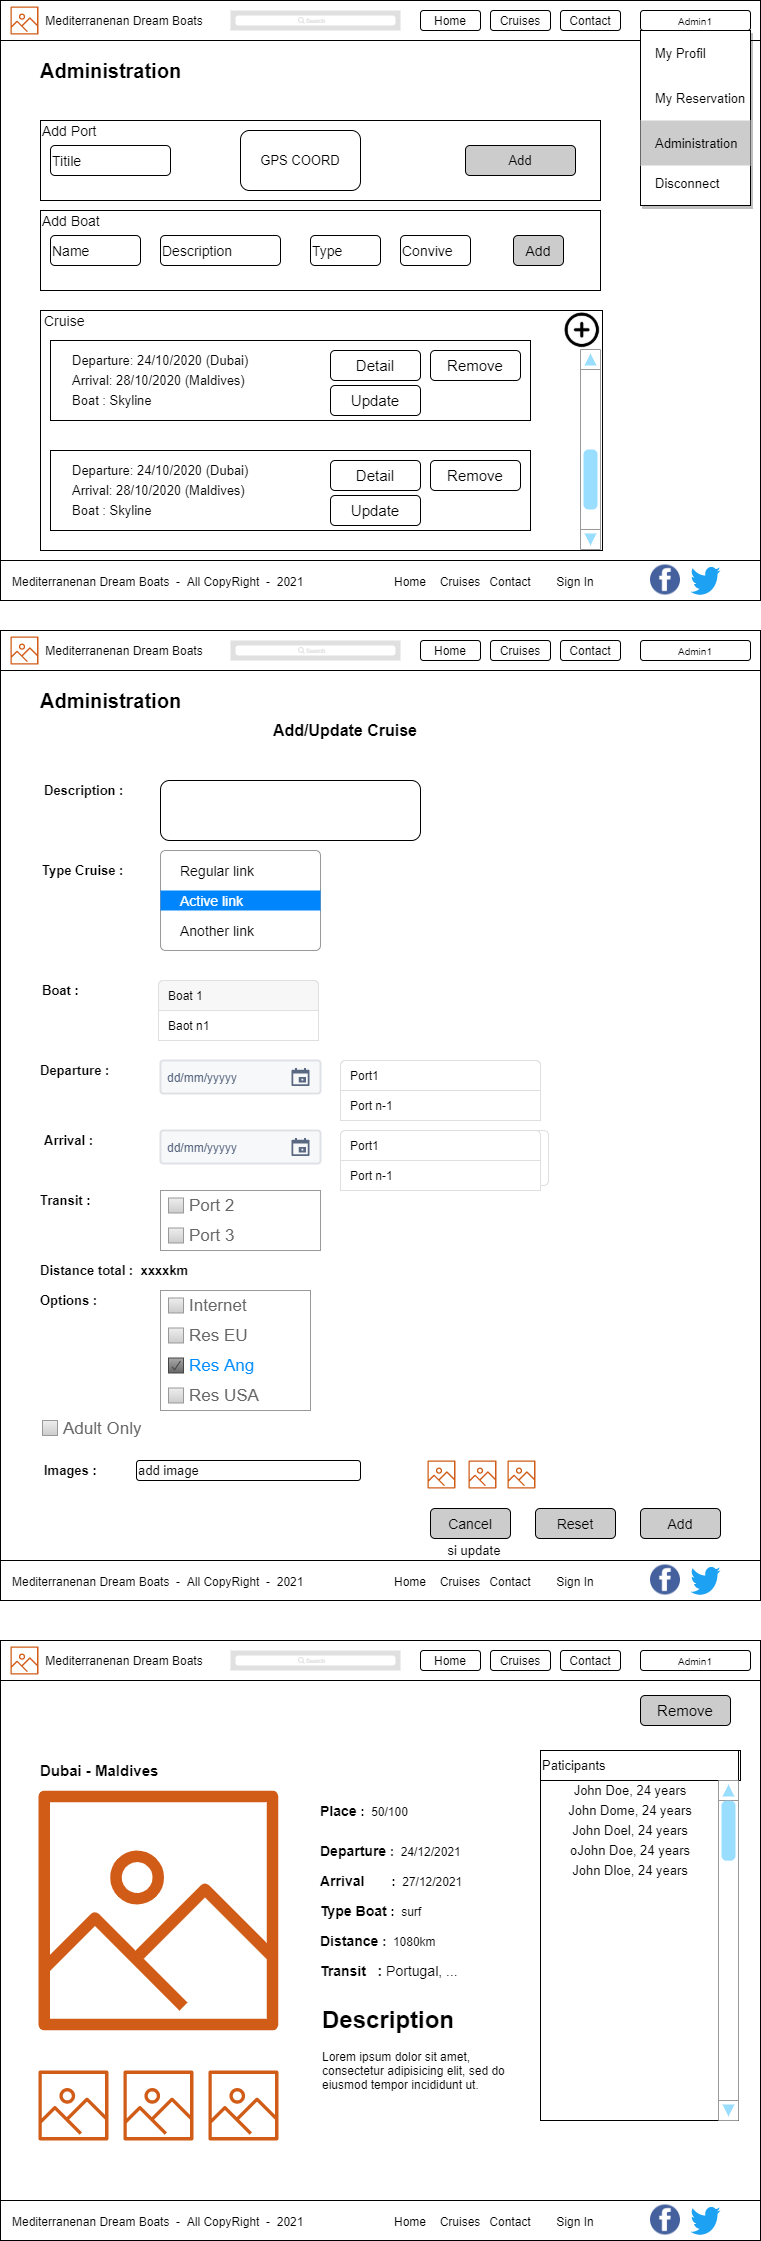 Mediterranenan Dream Boats
Search
Home
Cruises
Contact
Admin1
My Profil
My Reservation
Administration
Disconnect
Administration
Add Port
Titile
GPS COORD
Add
Add Boat
Name
Description
Type
Convive
Add
Cruise
Departure: 24/10/2020 (Dubai)
Arrival: 28/10/2020 (Maldives)
Boat : Skyline
Detail
Remove
Update
Departure: 24/10/2020 (Dubai)
Arrival: 28/10/2020 (Maldives)
Boat : Skyline
Detail
Remove
Update
Mediterranenan Dream Boats - All CopyRight - 2021
Home
Cruises
Contact
Sign In
Mediterranenan Dream Boats
Search
Home
Cruises
Contact
Admin1
Administration
Add/Update Cruise
Description :
Type Cruise :
Regular link
Active link
Another link
Boat :
Boat 1
Baot n1
Departure :
dd/mm/yyyyy
Port1
Port n-1
Arrival :
dd/mm/yyyyy
Port1
Port n-1
Transit :
Port 2
Port 3
Distance total : xxxxkm
Options :
Internet
Res EU
Res Ang
Res USA
Adult Only
Images :
add image
Cancel
Reset
Add
si update
Mediterranenan Dream Boats - All CopyRight - 2021
Home
Cruises
Contact
Sign In
Mediterranenan Dream Boats
Search
Home
Cruises
Contact
Admin1
Remove
Dubai - Maldives
Place : 50/100
Departure : 24/12/2021
Arrival : 27/12/2021
Type Boat : surf
Distance : 1080km
Transit : Portugal, ...
Description
Lorem ipsum dolor sit amet,
consectetur adipisicing elit, sed do
eiusmod tempor incididunt ut.
Paticipants
John Doe, 24 years
John Dome, 24 years
John Doel, 24 years
oJohn Doe, 24 years
John Dloe, 24 years
Mediterranenan Dream Boats - All CopyRight - 2021
Home
Cruises
Contact
Sign In